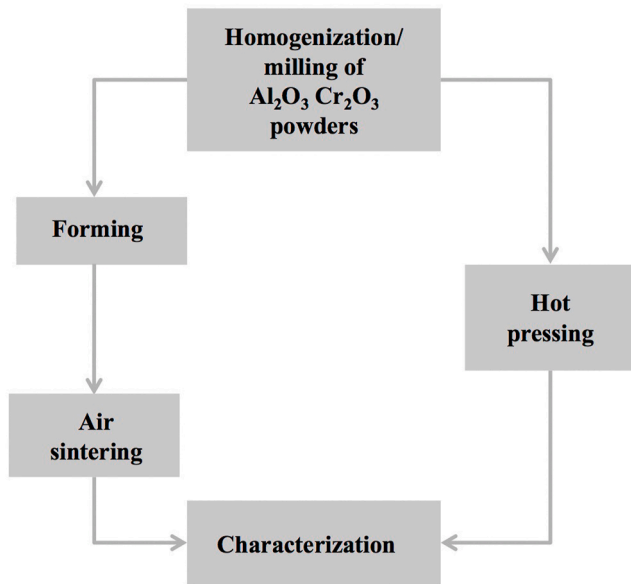 Homogenization/
milling of
Al₂O₃ Cr₂O₃
powders
Forming
Hot
pressing
Air
sintering
Characterization